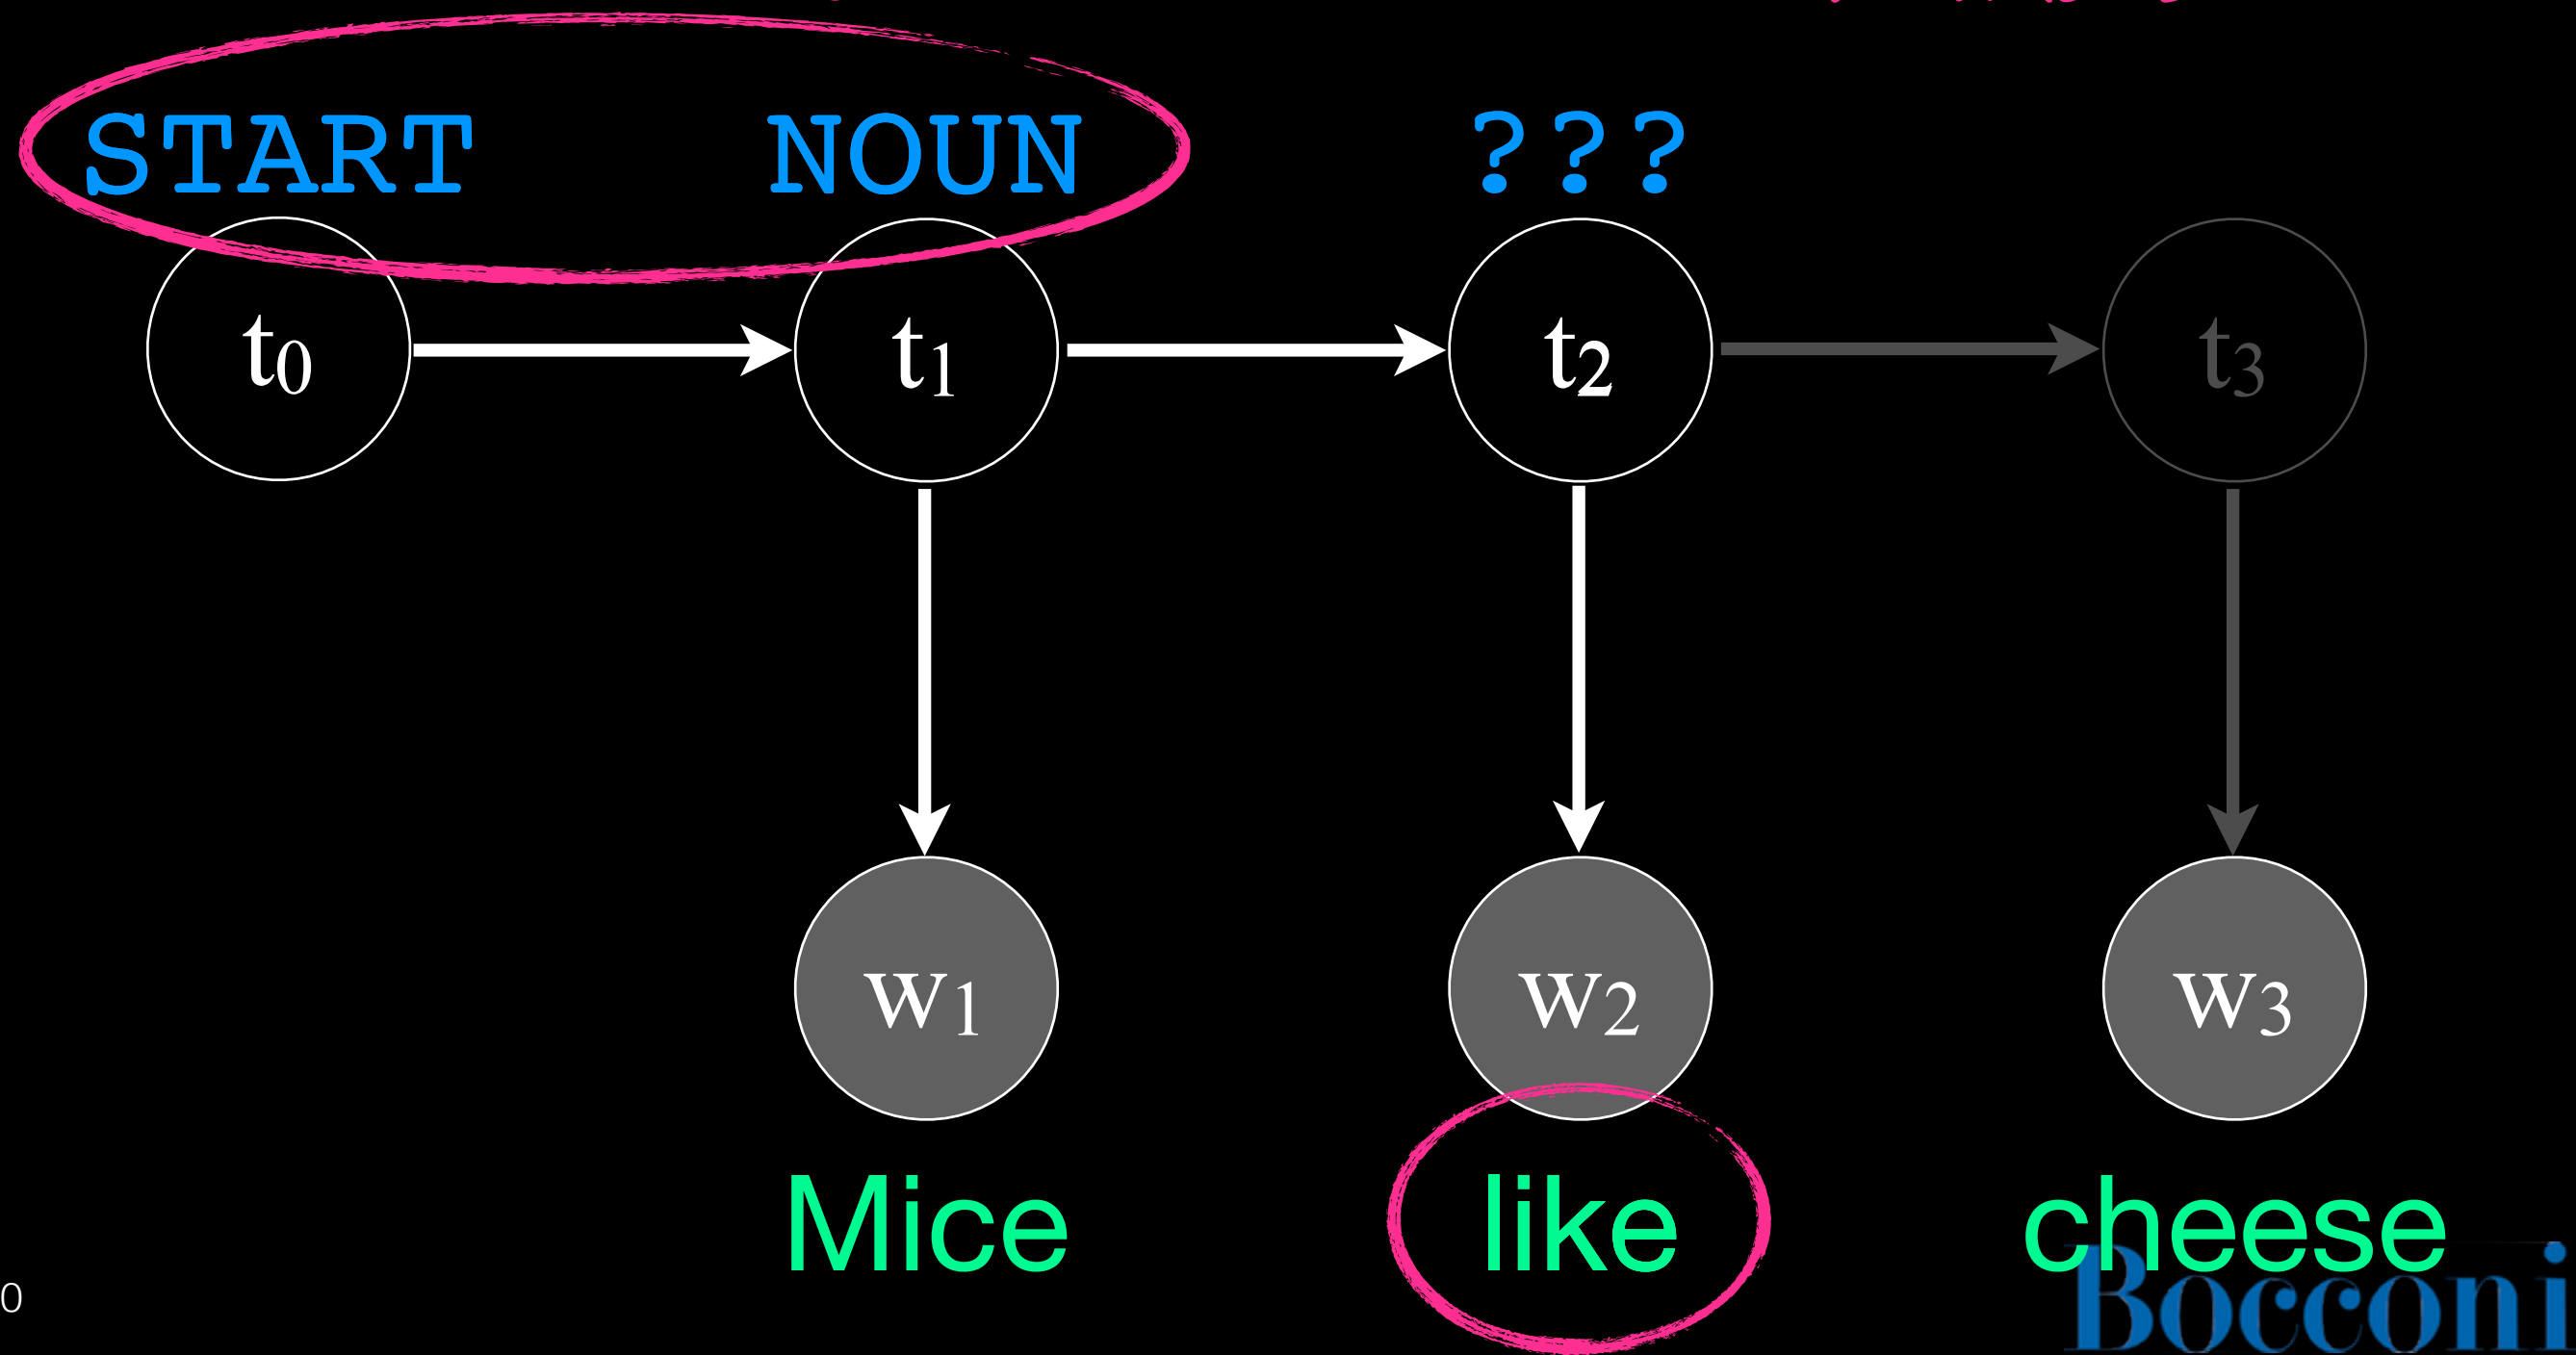 START NOUN ???
t0 t1 t2 t3
w1 w2 w3
Mice like cheese
0
Bocconi